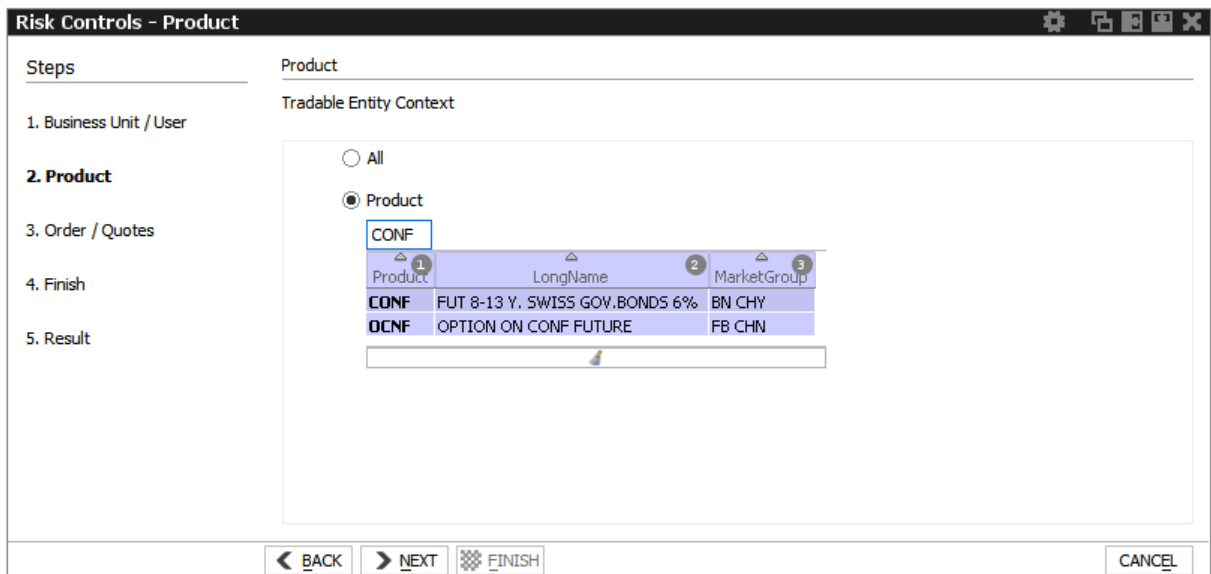 Risk Controls - Product
Steps
1. Business Unit / User
2. Product
3. Order / Quotes
4. Finish
5. Result
Product
Tradable Entity Context
All
Product
CONF
Product 1 LongName 2 MarketGroup 3
CONF FUT 8-13 Y. SWISS GOV.BONDS 6% BN CHY
OCNF OPTION ON CONF FUTURE FB CHN
BACK NEXT FINISH CANCEL